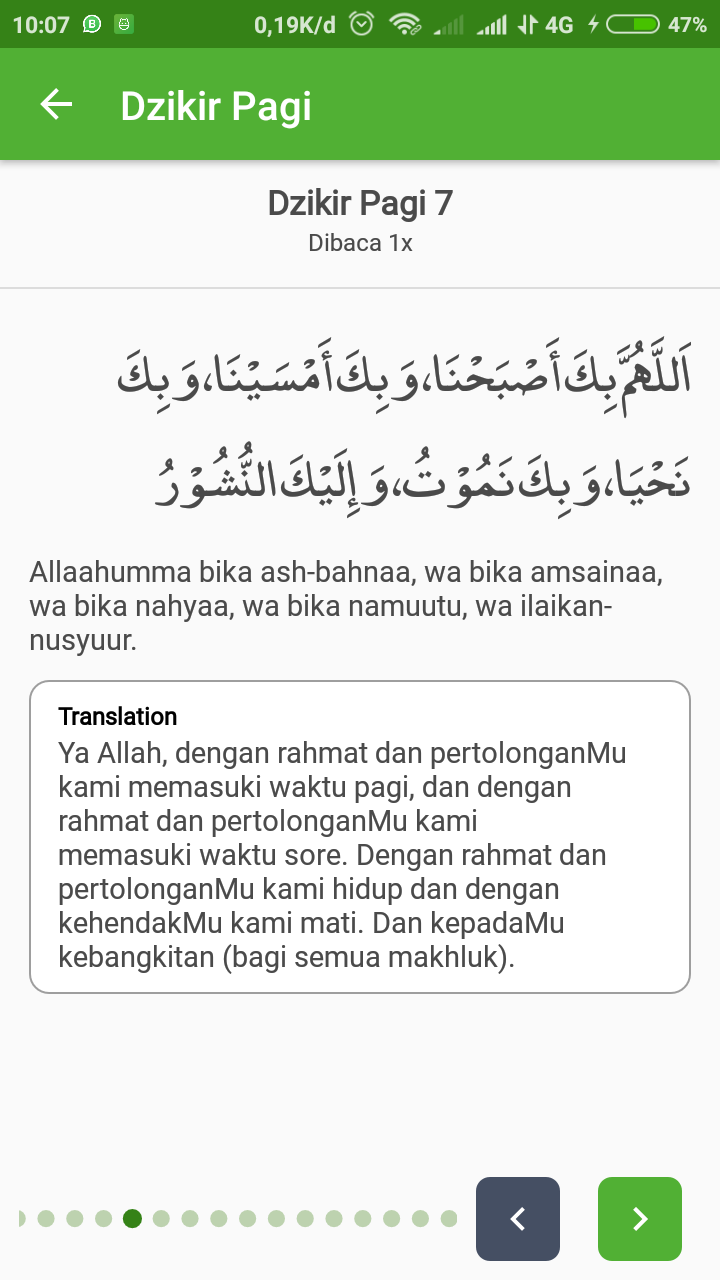 10:07 0,19K/d 4G 47%
Dzikir Pagi
Dzikir Pagi 7
Dibaca 1x
اَللَّهُمَّ بِكَ أَصْبَحْنَا، وَ بِكَ أَمْسَيْنَا، وَ بِكَ
نَحْيَا، وَ بِكَ نَمُوْتُ، وَ إِلَيْكَ النُّشُوْرُ
Allaahumma bika ash-bahnaa, wa bika amsainaa,
wa bika nahyaa, wa bika namuutu, wa ilaikan-
nusyuur.
Translation
Ya Allah, dengan rahmat dan pertolonganMu
kami memasuki waktu pagi, dan dengan
rahmat dan pertolonganMu kami
memasuki waktu sore. Dengan rahmat dan
pertolonganMu kami hidup dan dengan
kehendakMu kami mati. Dan kepadaMu
kebangkitan (bagi semua makhluk).